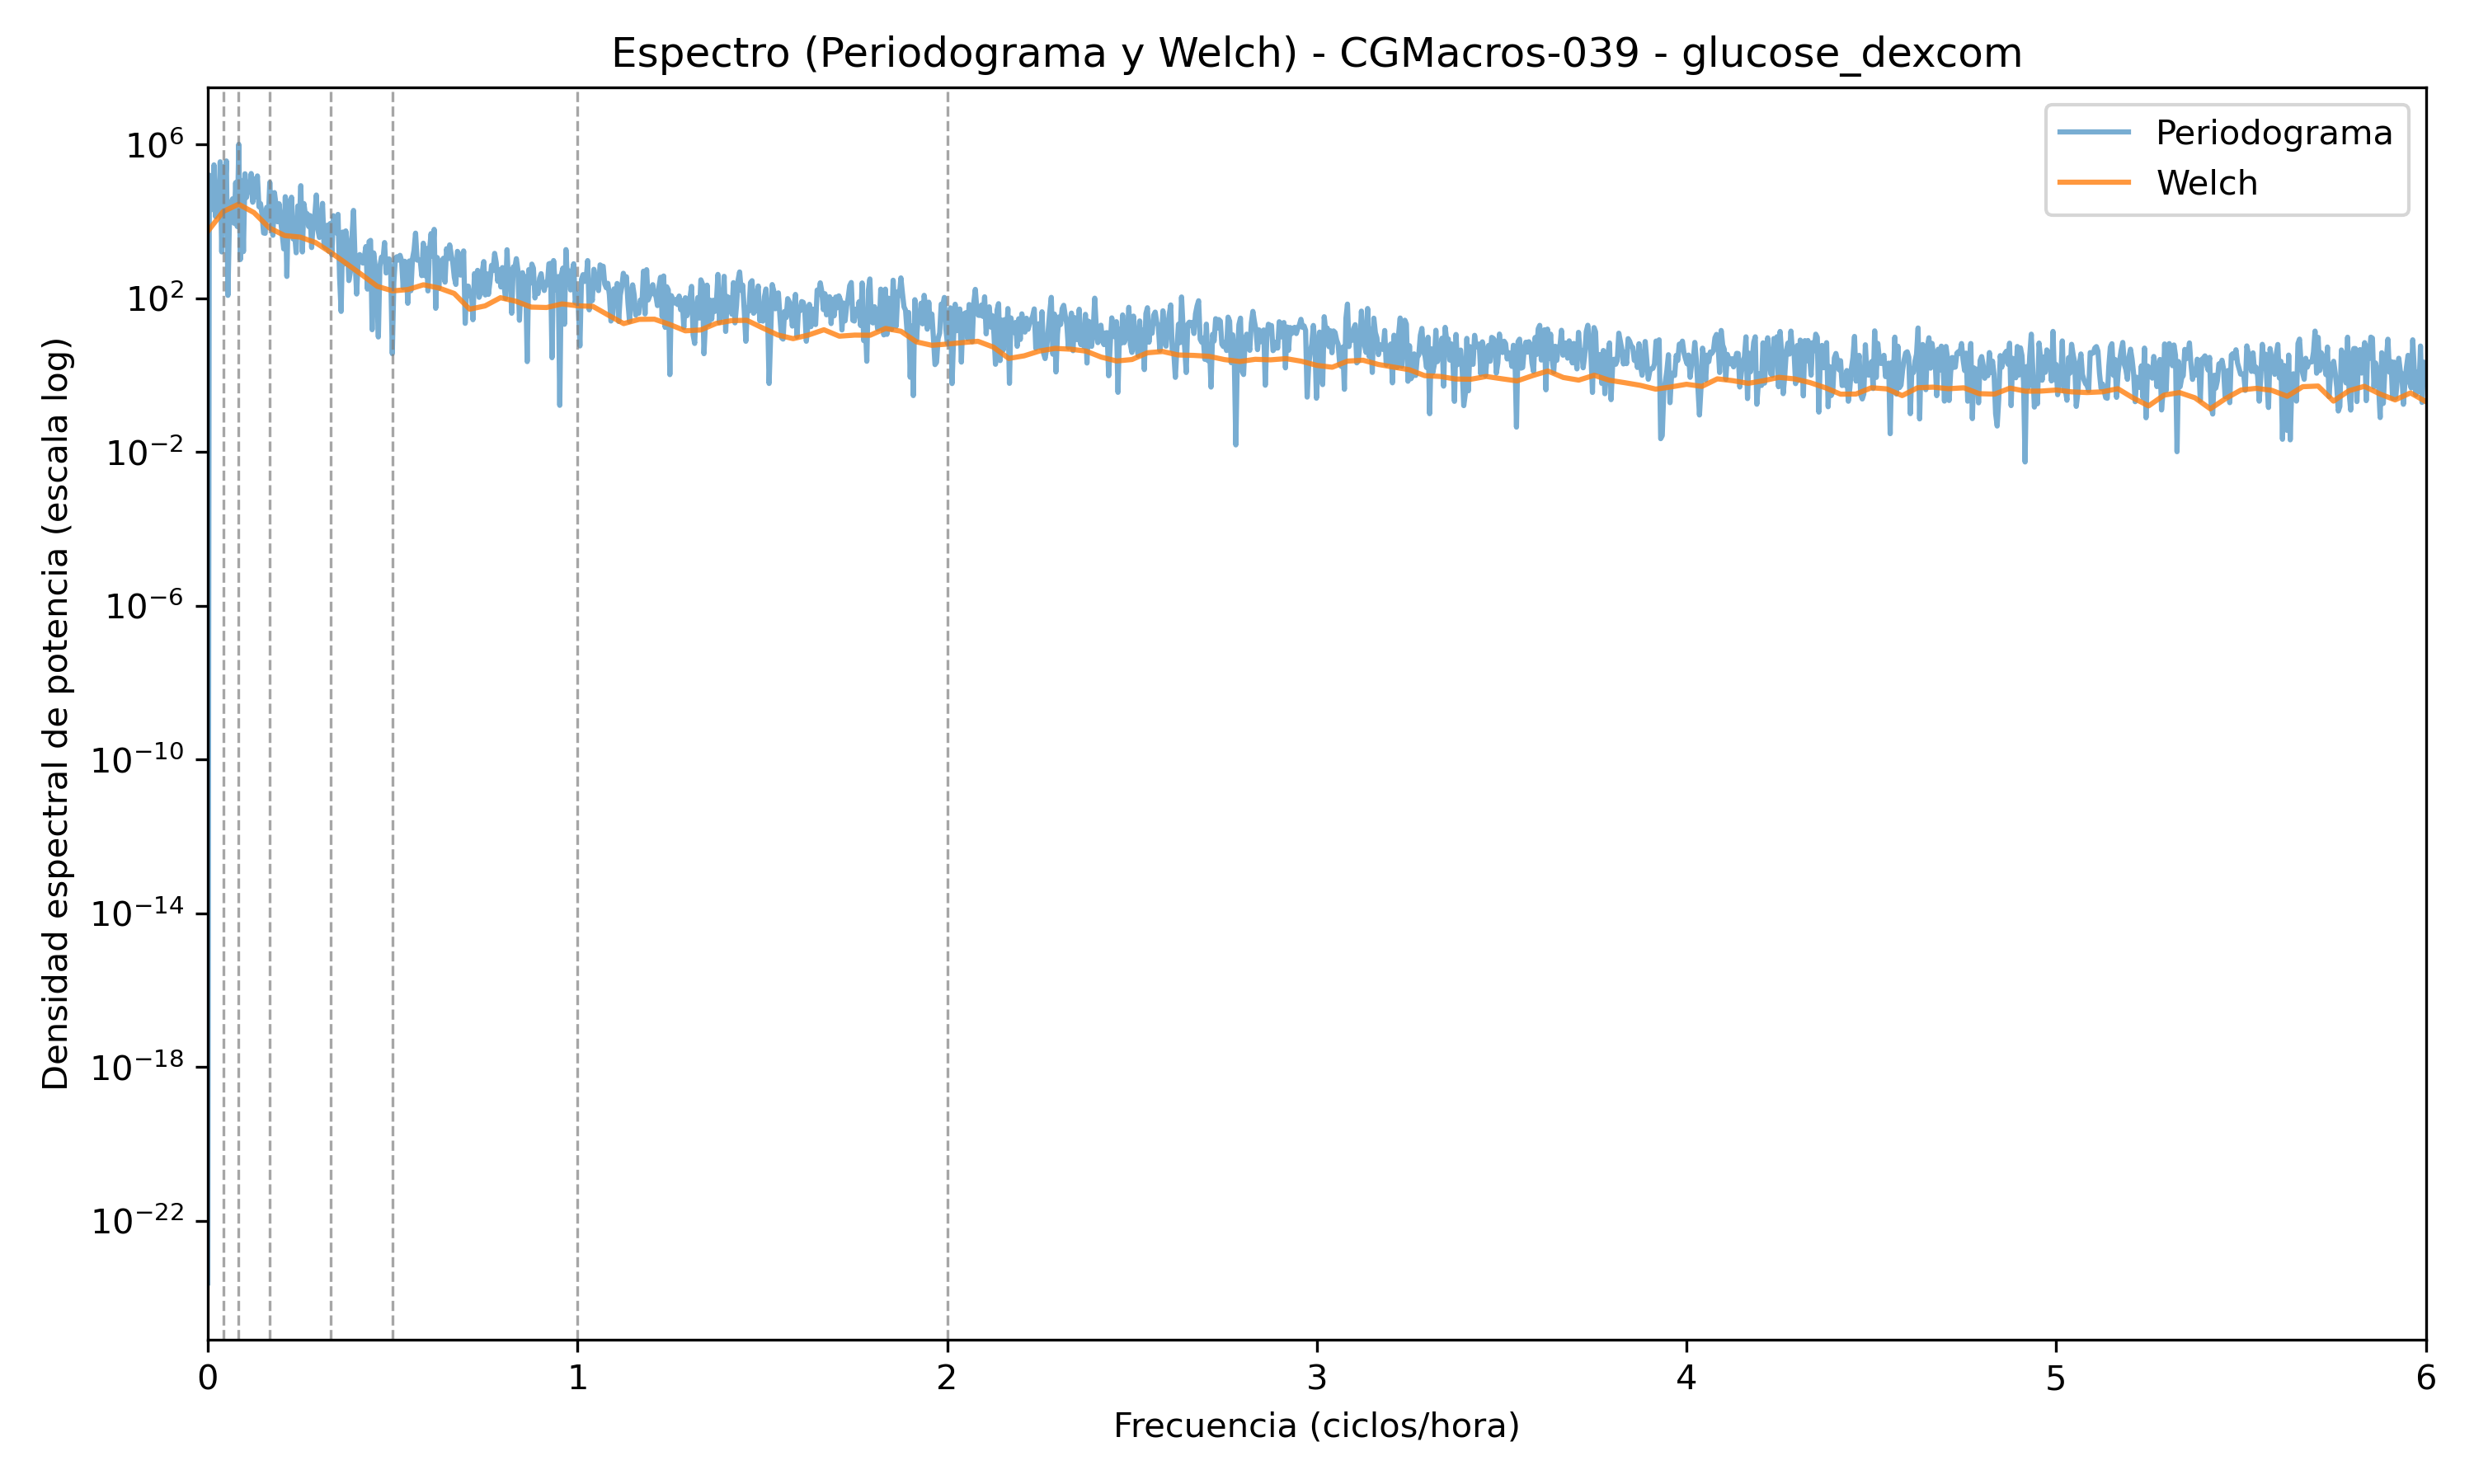 Espectro (Periodograma y Welch) - CGMacros-039 - glucose_dexcom
Periodograma
Welch
Densidad espectral de potencia (escala log)
10^6
10^2
10^−2
10^−6
10^−10
10^−14
10^−18
10^−22
0 1 2 3 4 5 6
Frecuencia (ciclos/hora)